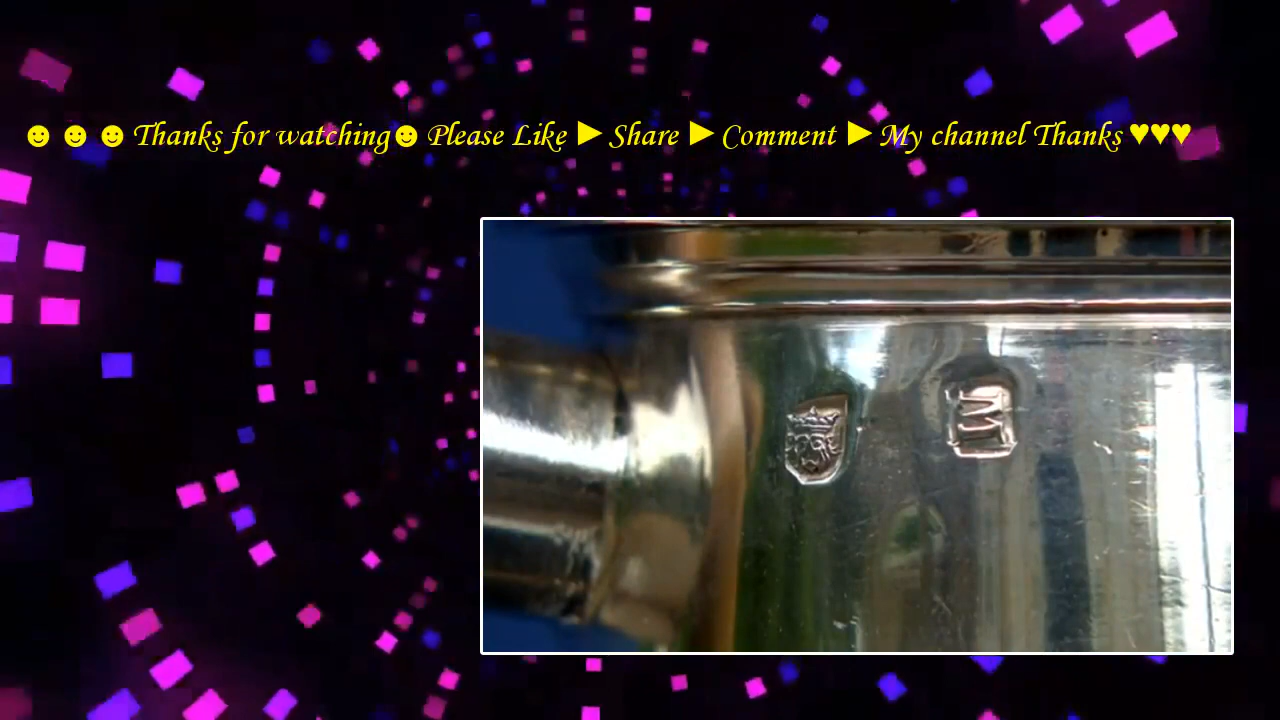 ☻ ☻ ☻ Thanks for watching☻ Please Like ► Share ► Comment ► My channel Thanks ♥♥♥
M